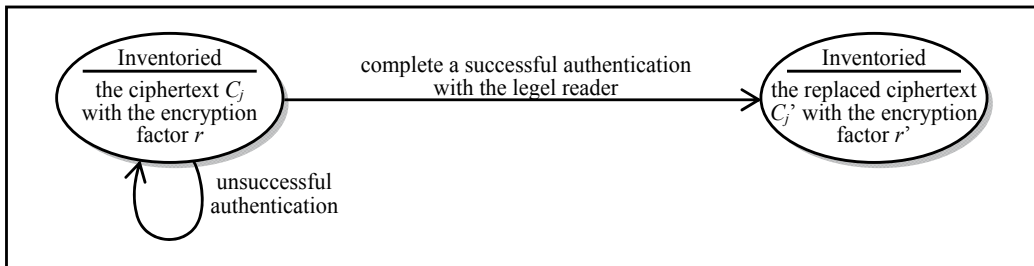 Inventoried
the ciphertext Cj
with the encryption
factor r
complete a successful authentication
with the legel reader
Inventoried
the replaced ciphertext
Cj’ with the encryption
factor r’
unsuccessful
authentication